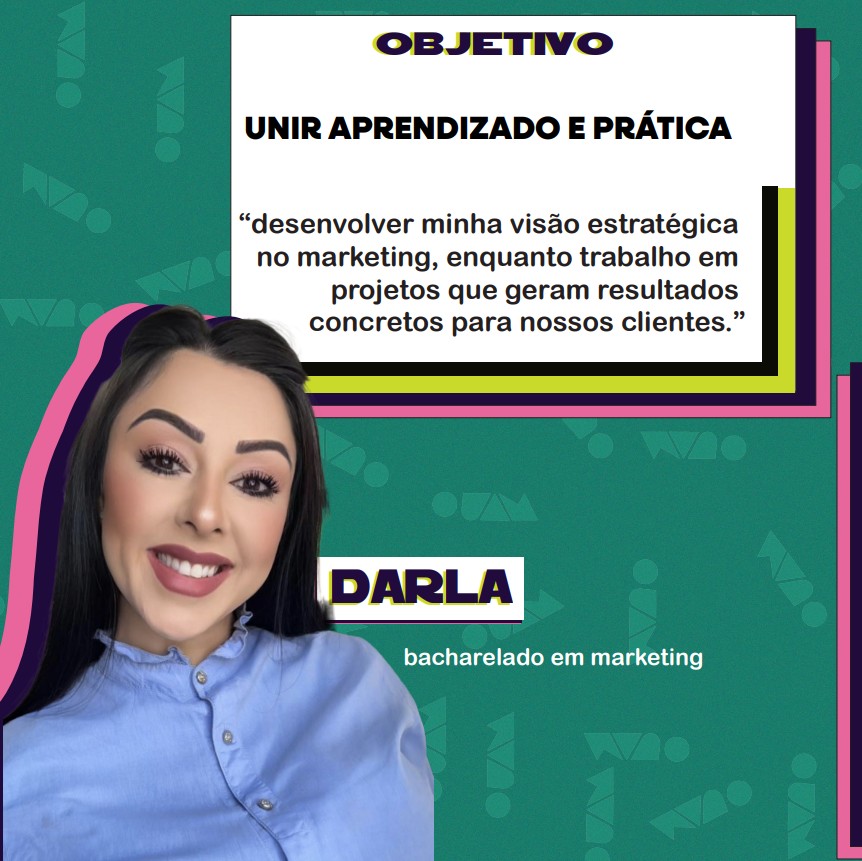 OBJETIVO
UNIR APRENDIZADO E PRÁTICA
“desenvolver minha visão estratégica
no marketing, enquanto trabalho em
projetos que geram resultados
concretos para nossos clientes.”
DARLA
bacharelado em marketing